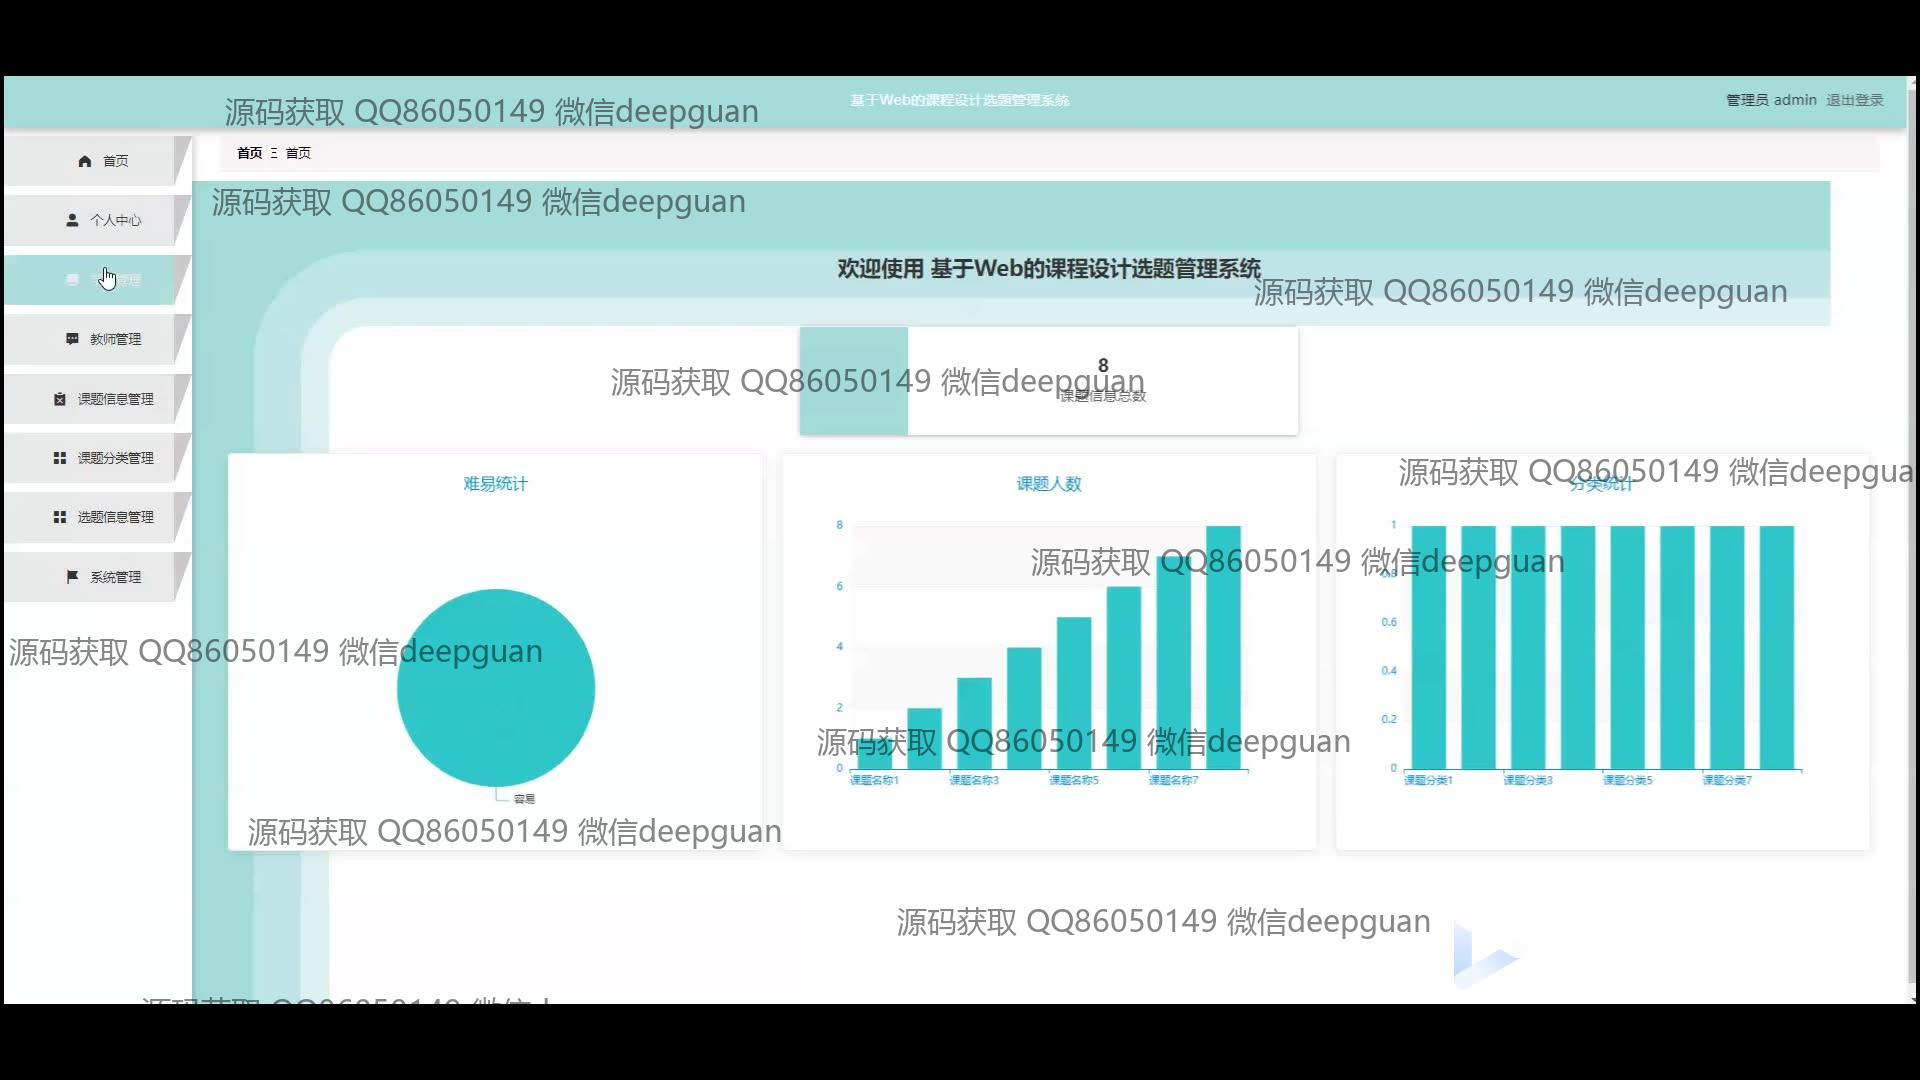 源码获取 QQ86050149 微信deepguan
基于Web的课程设计选题管理系统
管理员 admin 退出登录
首页
首页 Ξ 首页
源码获取 QQ86050149 微信deepguan
个人中心
欢迎使用 基于Web的课程设计选题管理系统
管理
源码获取 QQ86050149 微信deepguan
教师管理
8
源码获取 QQ86050149 微信deepguan
课题信息总数
课题信息管理
课题分类管理
源码获取 QQ86050149 微信deepgua
难易统计
课题人数
分类统计
选题信息管理
8
6
4
2
0
课题名称1 课题名称3 课题名称5 课题名称7
源码获取 QQ86050149 微信deepguan
1
0.8
0.6
0.4
0.2
0
课题分类1 课题分类3 课题分类5 课题分类7
系统管理
源码获取 QQ86050149 微信deepguan
源码获取 QQ86050149 微信deepguan
容易
源码获取 QQ86050149 微信deepguan
源码获取 QQ86050149 微信deepguan
源码获取 QQ86050149 微信